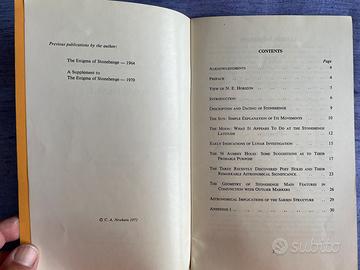 Previous publications by the author:
The Enigma of Stonehenge — 1964
A Supplement to
The Enigma of Stonehenge — 1970
© C. A. Newham 1972
CONTENTS
Page
Acknowledgments
Preface
View of N. E. Horizon
Introduction
Description and Dating of Stonehenge
The Sun: Simple Explanation of Its Movements
The Moon: What It Appears To Do at the Stonehenge
Latitude 12
Early Indications of Lunar Investigation 15
The 56 Aubrey Holes: Some Suggestions as to Their
Probable Purpose
The Three Recently Discovered Post Holes and Their
Remarkable Astronomical Significance 23
The Geometry of Stonehenge Main Features in
Conjunction with Outlier Markers
Astronomical Implications of the Sarsen Structure
Appendix I
subito